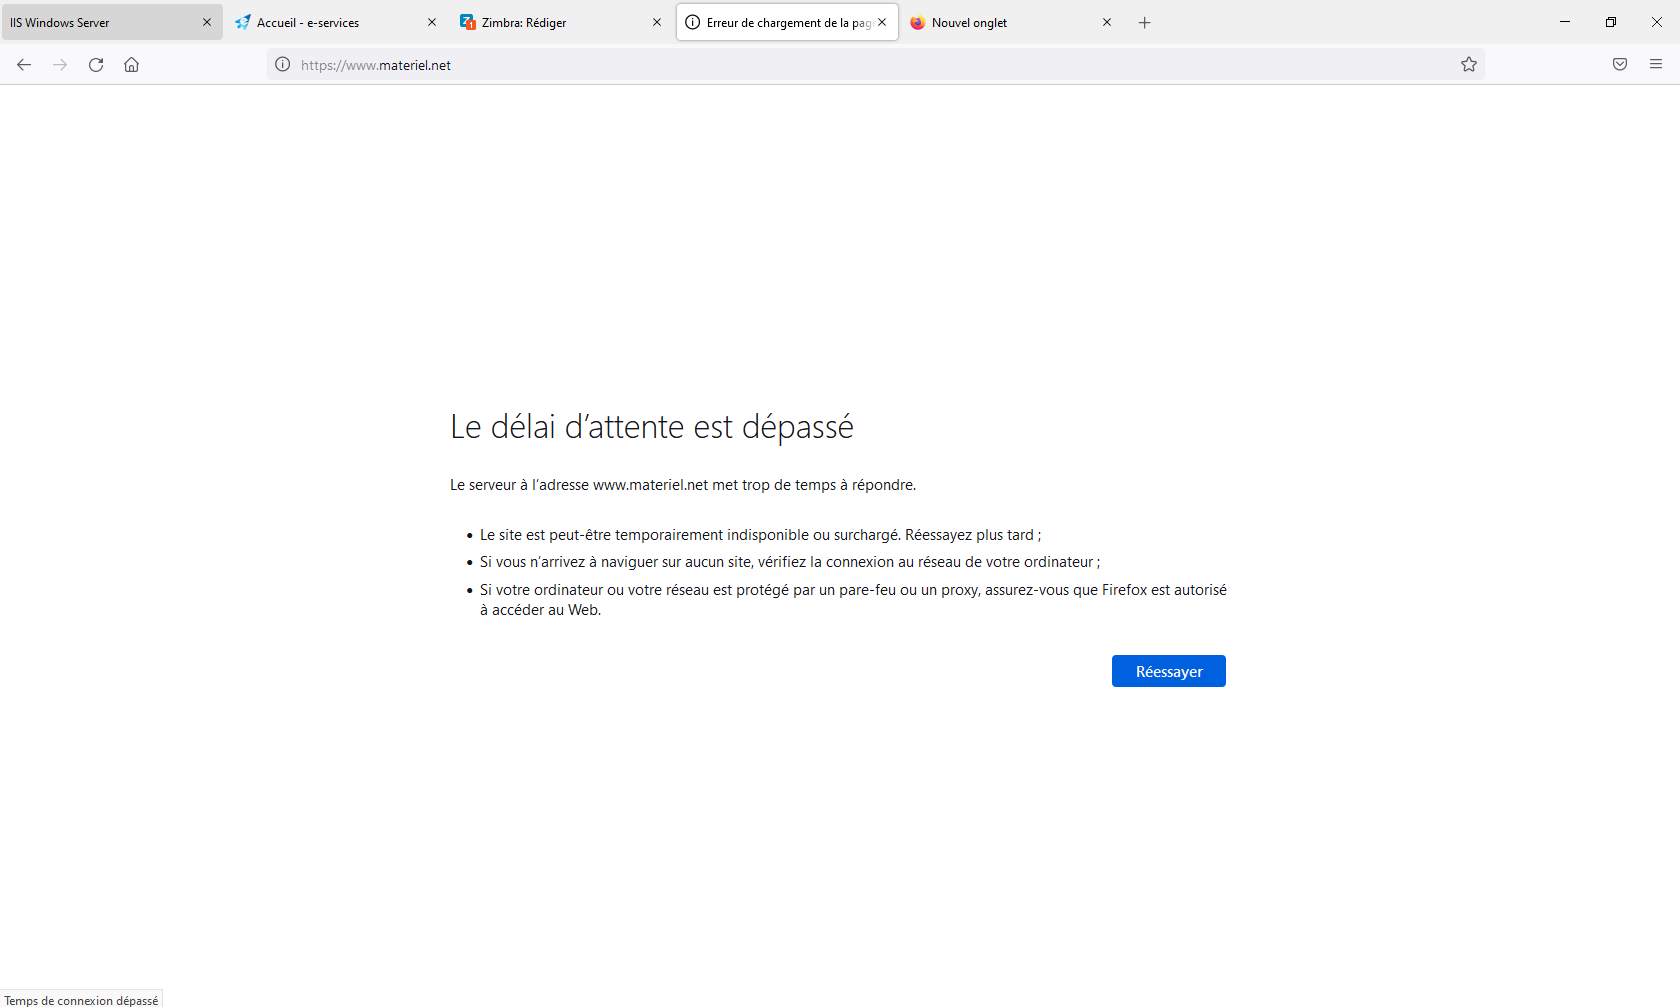 IIS Windows Server
Accueil - e-services
Zimbra: Rédiger
Erreur de chargement de la page
Nouvel onglet
https://www.materiel.net
Le délai d’attente est dépassé
Le serveur à l’adresse www.materiel.net met trop de temps à répondre.
• Le site est peut-être temporairement indisponible ou surchargé. Réessayez plus tard ;
• Si vous n’arrivez à naviguer sur aucun site, vérifiez la connexion au réseau de votre ordinateur ;
• Si votre ordinateur ou votre réseau est protégé par un pare-feu ou un proxy, assurez-vous que Firefox est autorisé
à accéder au Web.
Réessayer
Temps de connexion dépassé